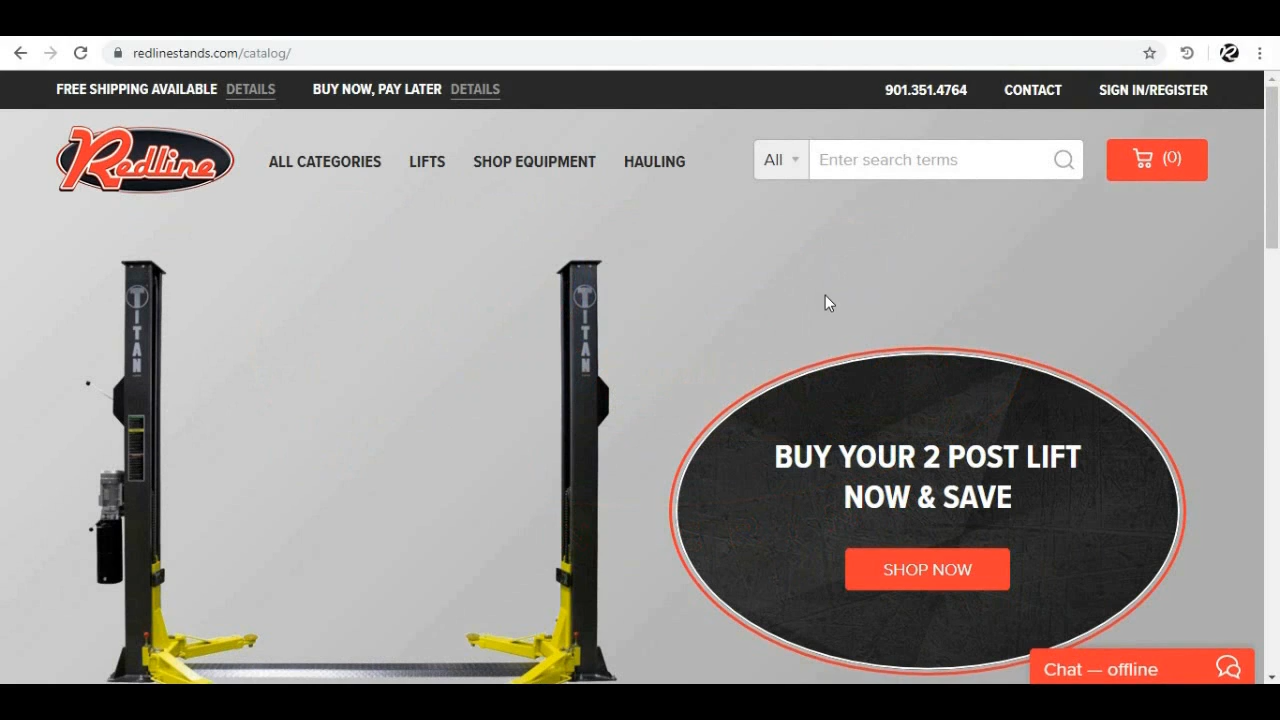 redlinestands.com/catalog/
FREE SHIPPING AVAILABLE DETAILS BUY NOW, PAY LATER DETAILS 901.351.4764 CONTACT SIGN IN/REGISTER
Redline ALL CATEGORIES LIFTS SHOP EQUIPMENT HAULING All Enter search terms (0)
TITAN TITAN
BUY YOUR 2 POST LIFT
NOW & SAVE
SHOP NOW
Chat — offline